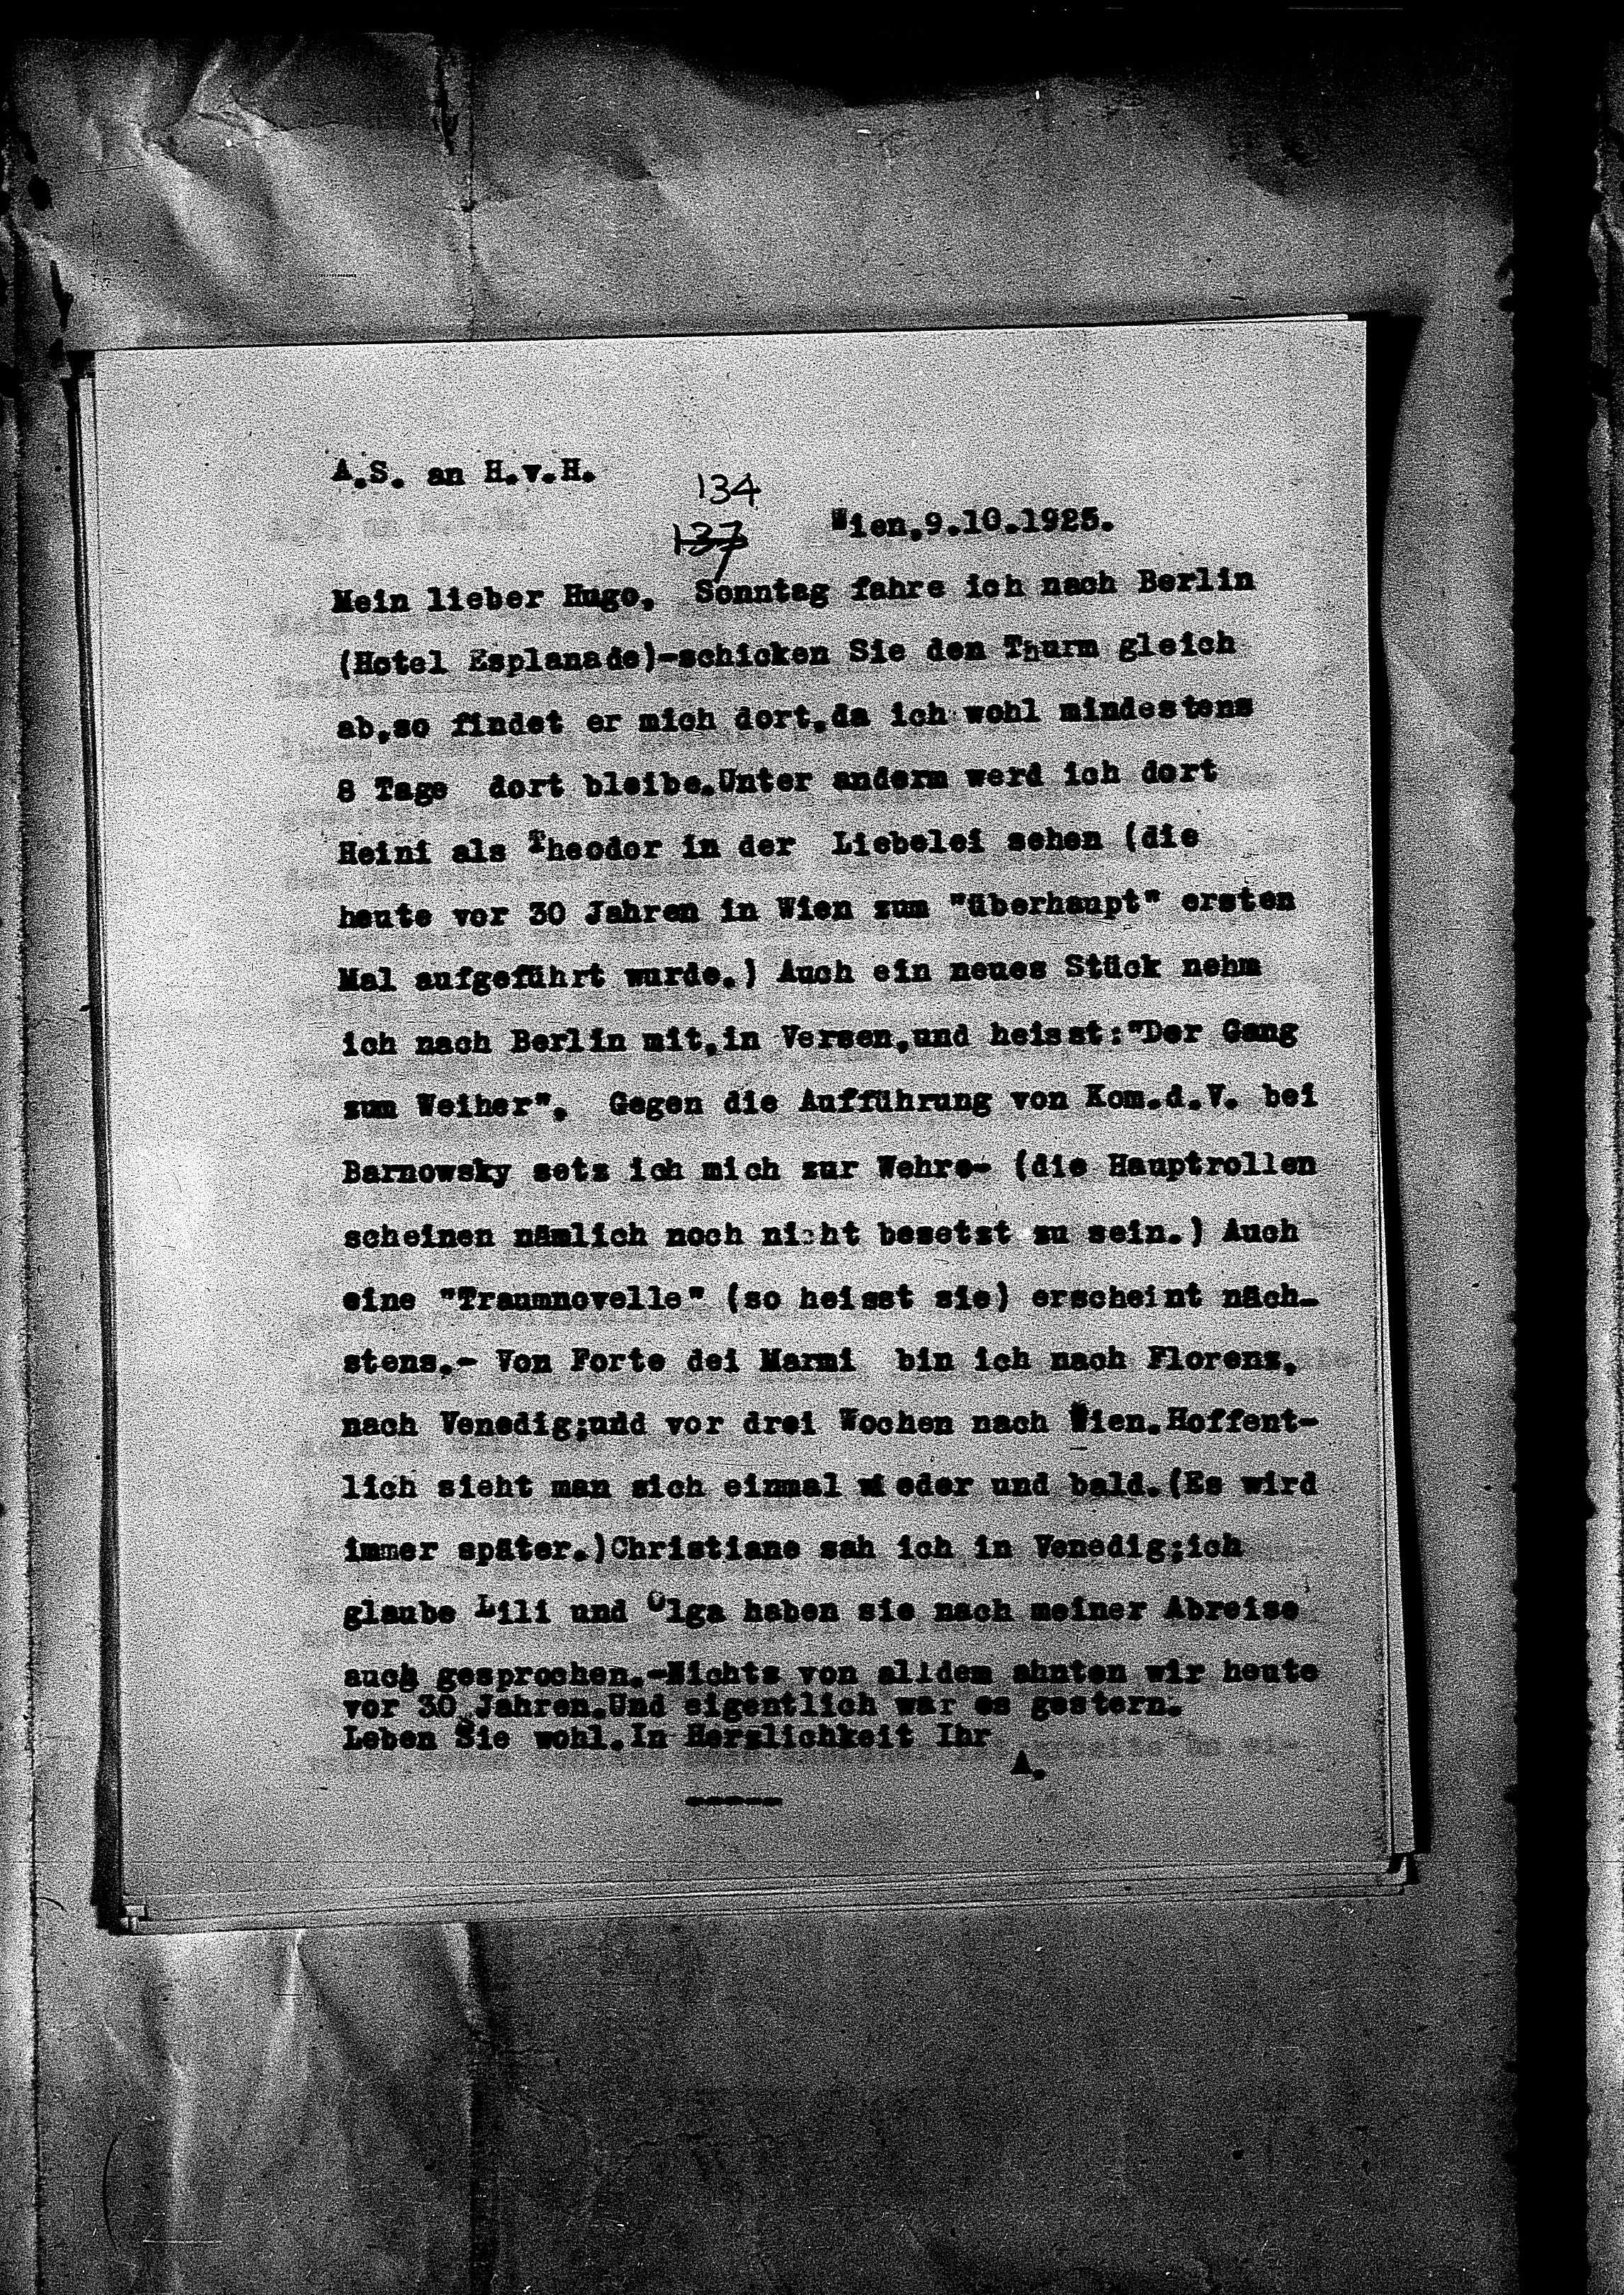 A.S. an H.v.H.
134
137
Wien,9.10.1925.
Mein lieber Hugo, Sonntag fahre ich nach Berlin
(Hotel Esplanade)-schicken Sie den Thurm gleich
ab,so findet er mich dort,da ich wohl mindestens
8 Tage dort bleibe.Unter anderm werd ich dort
Heini als Theodor in der Liebelei sehen (die
heute vor 30 Jahren in Wien zum "überhaupt" ersten
Mal aufgeführt wurde.) Auch ein neues Stück nehm
ich nach Berlin mit,in Versen,und heisst:"Der Gang
zum Weiher". Gegen die Aufführung von Kom.d.V. bei
Barnowsky setz ich mich zur Wehre- (die Hauptrollen
scheinen nämlich noch nicht besetzt zu sein.) Auch
eine "Traumnovelle" (so heisst sie) erscheint näch-
stens.- Von Forte dei Marmi bin ich nach Florenz,
nach Venedig;und vor drei Wochen nach Wien.Hoffent-
lich sieht man sich einmal wieder und bald.(Es wird
immer später.)Christiane sah ich in Venedig;ich
glaube Lili und Olga haben sie nach meiner Abreise
auch gesprochen.-Nichts von alldem ahnten wir heute
vor 30 Jahren.Und eigentlich war es gestern.
Leben Sie wohl.In Herzlichkeit Ihr
A.